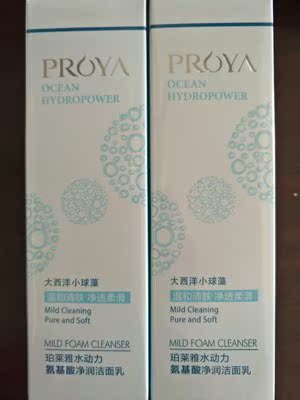 PROYA
OCEAN
HYDROPOWER
大西洋小球藻
温和清肤 净透柔滑
Mild Cleaning
Pure and Soft
MILD FOAM CLEANSER
珀莱雅水动力
氨基酸净润洁面乳
PROYA
OCEAN
HYDROPOWER
大西洋小球藻
温和清肤 净透柔滑
Mild Cleaning
Pure and Soft
MILD FOAM CLEANSER
珀莱雅水动力
氨基酸净润洁面乳